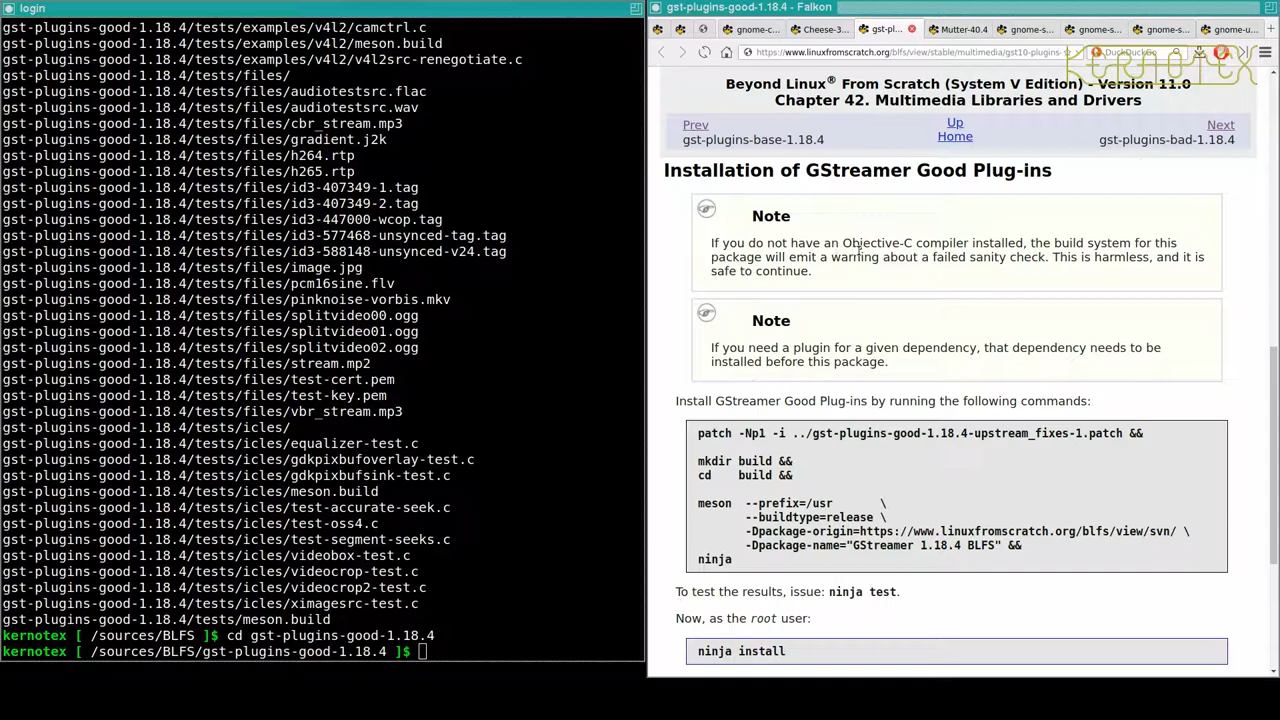 login
gst-plugins-good-1.18.4/tests/examples/v4l2/camctrl.c
gst-plugins-good-1.18.4/tests/examples/v4l2/meson.build
gst-plugins-good-1.18.4/tests/examples/v4l2/v4l2src-renegotiate.c
gst-plugins-good-1.18.4/tests/files/
gst-plugins-good-1.18.4/tests/files/audiotestsrc.flac
gst-plugins-good-1.18.4/tests/files/audiotestsrc.wav
gst-plugins-good-1.18.4/tests/files/cbr_stream.mp3
gst-plugins-good-1.18.4/tests/files/gradient.j2k
gst-plugins-good-1.18.4/tests/files/h264.rtp
gst-plugins-good-1.18.4/tests/files/h265.rtp
gst-plugins-good-1.18.4/tests/files/id3-407349-1.tag
gst-plugins-good-1.18.4/tests/files/id3-407349-2.tag
gst-plugins-good-1.18.4/tests/files/id3-447000-wcop.tag
gst-plugins-good-1.18.4/tests/files/id3-577468-unsynced-tag.tag
gst-plugins-good-1.18.4/tests/files/id3-588148-unsynced-v24.tag
gst-plugins-good-1.18.4/tests/files/image.jpg
gst-plugins-good-1.18.4/tests/files/pcm16sine.flv
gst-plugins-good-1.18.4/tests/files/pinknoise-vorbis.mkv
gst-plugins-good-1.18.4/tests/files/splitvideo00.ogg
gst-plugins-good-1.18.4/tests/files/splitvideo01.ogg
gst-plugins-good-1.18.4/tests/files/splitvideo02.ogg
gst-plugins-good-1.18.4/tests/files/stream.mp2
gst-plugins-good-1.18.4/tests/files/test-cert.pem
gst-plugins-good-1.18.4/tests/files/test-key.pem
gst-plugins-good-1.18.4/tests/files/vbr_stream.mp3
gst-plugins-good-1.18.4/tests/icles/
gst-plugins-good-1.18.4/tests/icles/equalizer-test.c
gst-plugins-good-1.18.4/tests/icles/gdkpixbufoverlay-test.c
gst-plugins-good-1.18.4/tests/icles/gdkpixbufsink-test.c
gst-plugins-good-1.18.4/tests/icles/meson.build
gst-plugins-good-1.18.4/tests/icles/test-accurate-seek.c
gst-plugins-good-1.18.4/tests/icles/test-oss4.c
gst-plugins-good-1.18.4/tests/icles/test-segment-seeks.c
gst-plugins-good-1.18.4/tests/icles/videobox-test.c
gst-plugins-good-1.18.4/tests/icles/videocrop-test.c
gst-plugins-good-1.18.4/tests/icles/videocrop2-test.c
gst-plugins-good-1.18.4/tests/icles/ximagesrc-test.c
gst-plugins-good-1.18.4/tests/meson.build
kernotex [ /sources/BLFS ]$ cd gst-plugins-good-1.18.4
kernotex [ /sources/BLFS/gst-plugins-good-1.18.4 ]$
gst-plugins-good-1.18.4 - Falkon
gnome-c... Cheese-3... gst-pl... Mutter-40.4 gnome-s... gnome-s... gnome-s... gnome-u...
https://www.linuxfromscratch.org/blfs/view/stable/multimedia/gst10-plugins- DuckDuckGo
KERNOTEX
Beyond Linux® From Scratch (System V Edition) - Version 11.0
Chapter 42. Multimedia Libraries and Drivers
Prev Up Next
gst-plugins-base-1.18.4 Home gst-plugins-bad-1.18.4
Installation of GStreamer Good Plug-ins
Note
If you do not have an Objective-C compiler installed, the build system for this
package will emit a warning about a failed sanity check. This is harmless, and it is
safe to continue.
Note
If you need a plugin for a given dependency, that dependency needs to be
installed before this package.
Install GStreamer Good Plug-ins by running the following commands:
patch -Np1 -i ../gst-plugins-good-1.18.4-upstream_fixes-1.patch &&
mkdir build &&
cd    build &&
meson  --prefix=/usr       \
--buildtype=release \
-Dpackage-origin=https://www.linuxfromscratch.org/blfs/view/svn/ \
-Dpackage-name="GStreamer 1.18.4 BLFS" &&
ninja
To test the results, issue: ninja test.
Now, as the root user:
ninja install